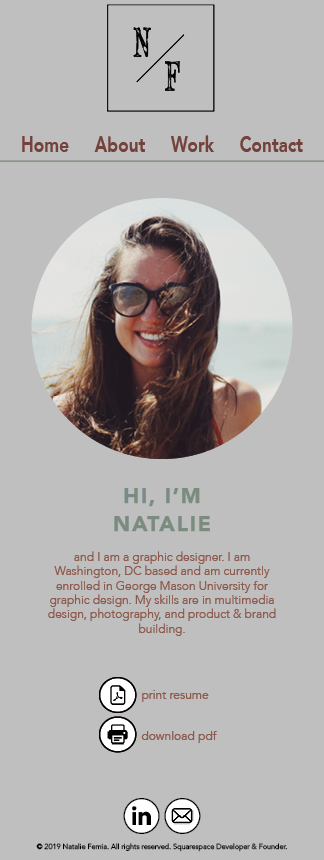 N
F
Home About Work Contact
HI, I'M
NATALIE
and I am a graphic designer. I am
Washington, DC based and am currently
enrolled in George Mason University for
graphic design. My skills are in multimedia
design, photography, and product & brand
building.
print resume
download pdf
in
© 2019 Natalie Femia. All rights reserved. Squarespace Developer & Founder.